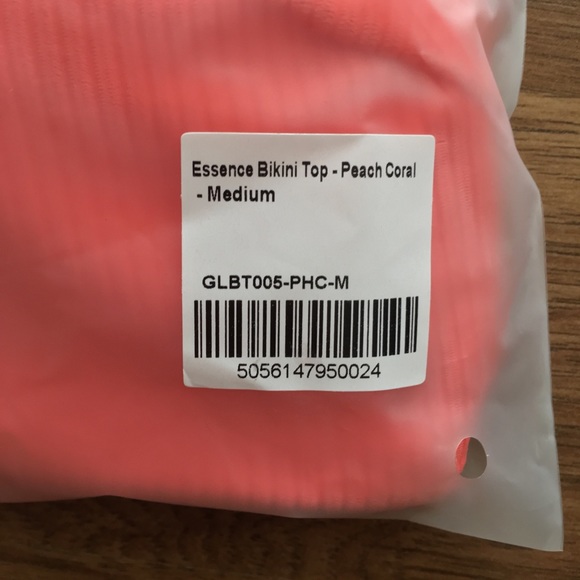 Essence Bikini Top - Peach Coral
- Medium
GLBT005-PHC-M
5056147950024